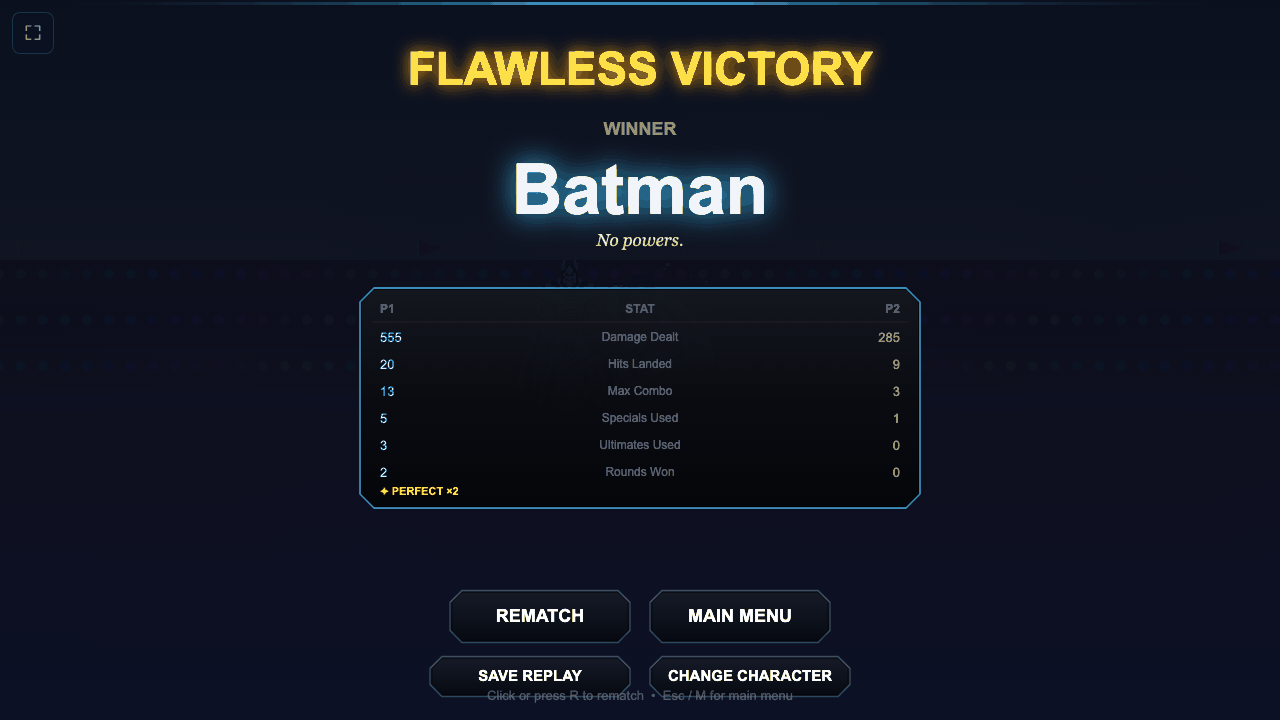 FLAWLESS VICTORY
WINNER
Batman
No powers.
P1 STAT P2
555 Damage Dealt 285
20 Hits Landed 9
13 Max Combo 3
5 Specials Used 1
3 Ultimates Used 0
2 Rounds Won 0
✦ PERFECT ×2
REMATCH MAIN MENU
SAVE REPLAY CHANGE CHARACTER
Click or press R to rematch • Esc / M for main menu